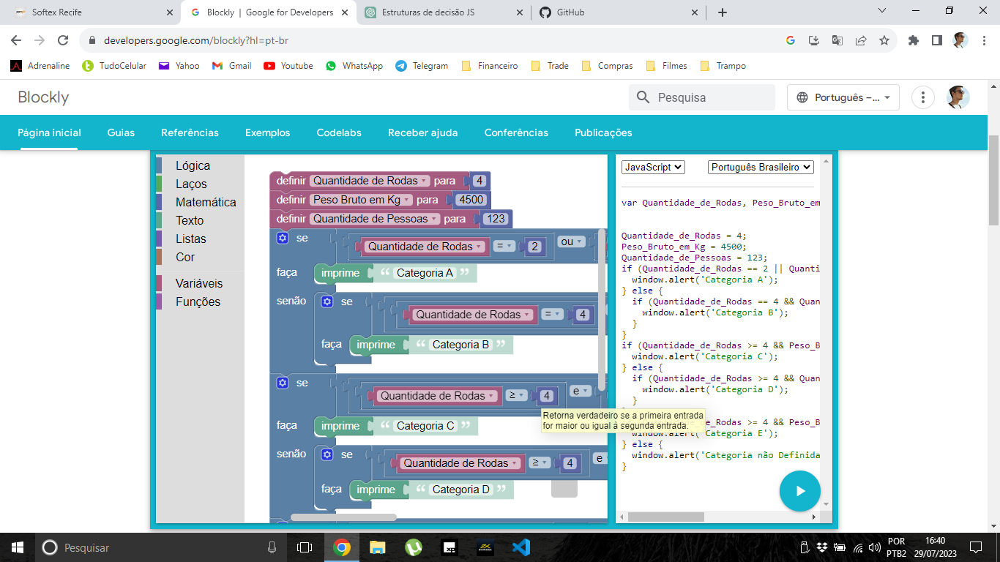 Softex Recife
Blockly | Google for Developers
Estruturas de decisão JS
GitHub
developers.google.com/blockly?hl=pt-br
Adrenaline
TudoCelular
Yahoo
Gmail
Youtube
WhatsApp
Telegram
Financeiro
Trade
Compras
Filmes
Trampo
Blockly
Pesquisa
Português –...
Página inicial
Guias
Referências
Exemplos
Codelabs
Receber ajuda
Conferências
Publicações
Lógica
Laços
Matemática
Texto
Listas
Cor
Variáveis
Funções
definir Quantidade de Rodas para 4
definir Peso Bruto em Kg para 4500
definir Quantidade de Pessoas para 123
se Quantidade de Rodas = 2 ou
faça imprime “ Categoria A ”
senão se Quantidade de Rodas = 4
faça imprime “ Categoria B ”
se Quantidade de Rodas ≥ 4 e
faça imprime “ Categoria C ”
senão se Quantidade de Rodas ≥ 4 e
faça imprime “ Categoria D ”
Retorna verdadeiro se a primeira entrada
for maior ou igual à segunda entrada.
JavaScript
Português Brasileiro
var Quantidade_de_Rodas, Peso_Bruto_em
Quantidade_de_Rodas = 4;
Peso_Bruto_em_Kg = 4500;
Quantidade_de_Pessoas = 123;
if (Quantidade_de_Rodas == 2 || Quanti
window.alert('Categoria A');
} else {
if (Quantidade_de_Rodas == 4 && Quan
window.alert('Categoria B');
}
}
if (Quantidade_de_Rodas >= 4 && Peso_B
window.alert('Categoria C');
} else {
if (Quantidade_de_Rodas >= 4 && Quan
window.alert('Categoria D');
}
_de_Rodas >= 4 && Peso_B
window.alert('Categoria E');
} else {
window.alert('Categoria não Definida
}
Pesquisar
xp
POR
PTB2
16:40
29/07/2023